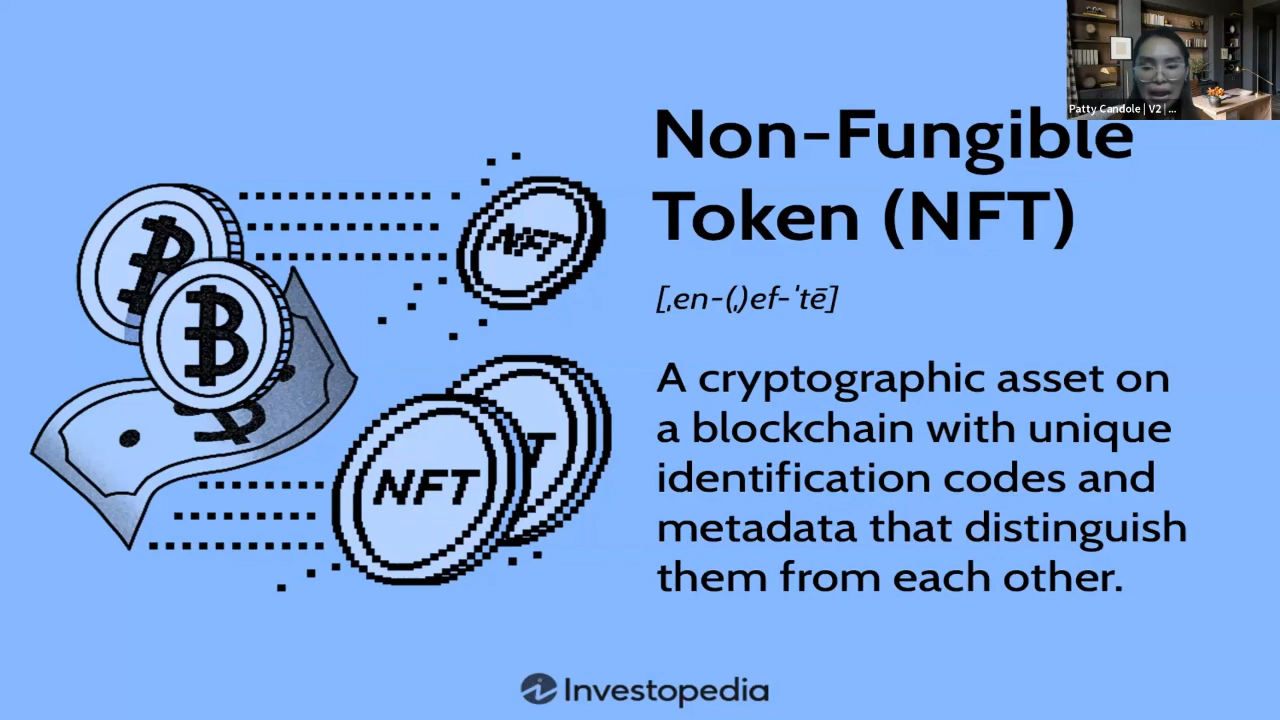 Patty Candole | V2 | ...
Non-Fungible
Token (NFT)
[ˌen-(ˌ)ef-ˈtē]
A cryptographic asset on
a blockchain with unique
identification codes and
metadata that distinguish
them from each other.
NFT
NFT
T
Investopedia